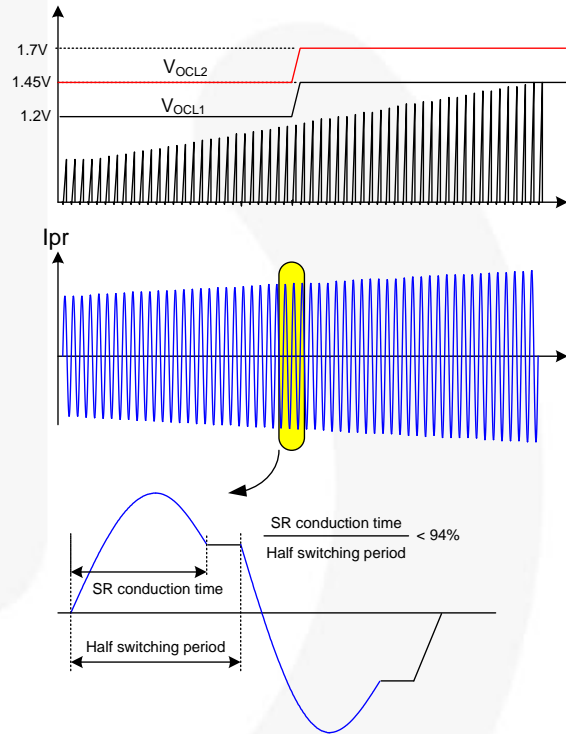 1.7V
V_OCL2
1.45V
V_OCL1
1.2V
Ipr
SR conduction time
Half switching period
< 94%
SR conduction time
Half switching period